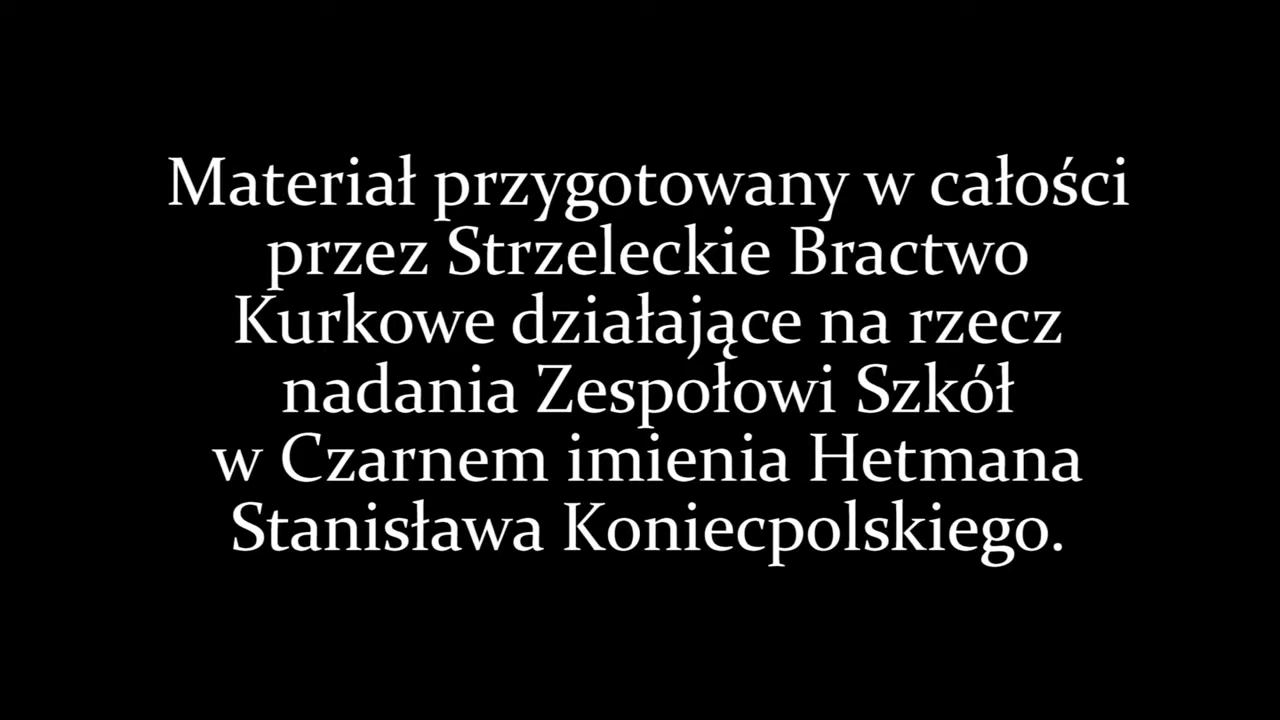 Materiał przygotowany w całości
przez Strzeleckie Bractwo
Kurkowe działające na rzecz
nadania Zespołowi Szkół
w Czarnem imienia Hetmana
Stanisława Koniecpolskiego.